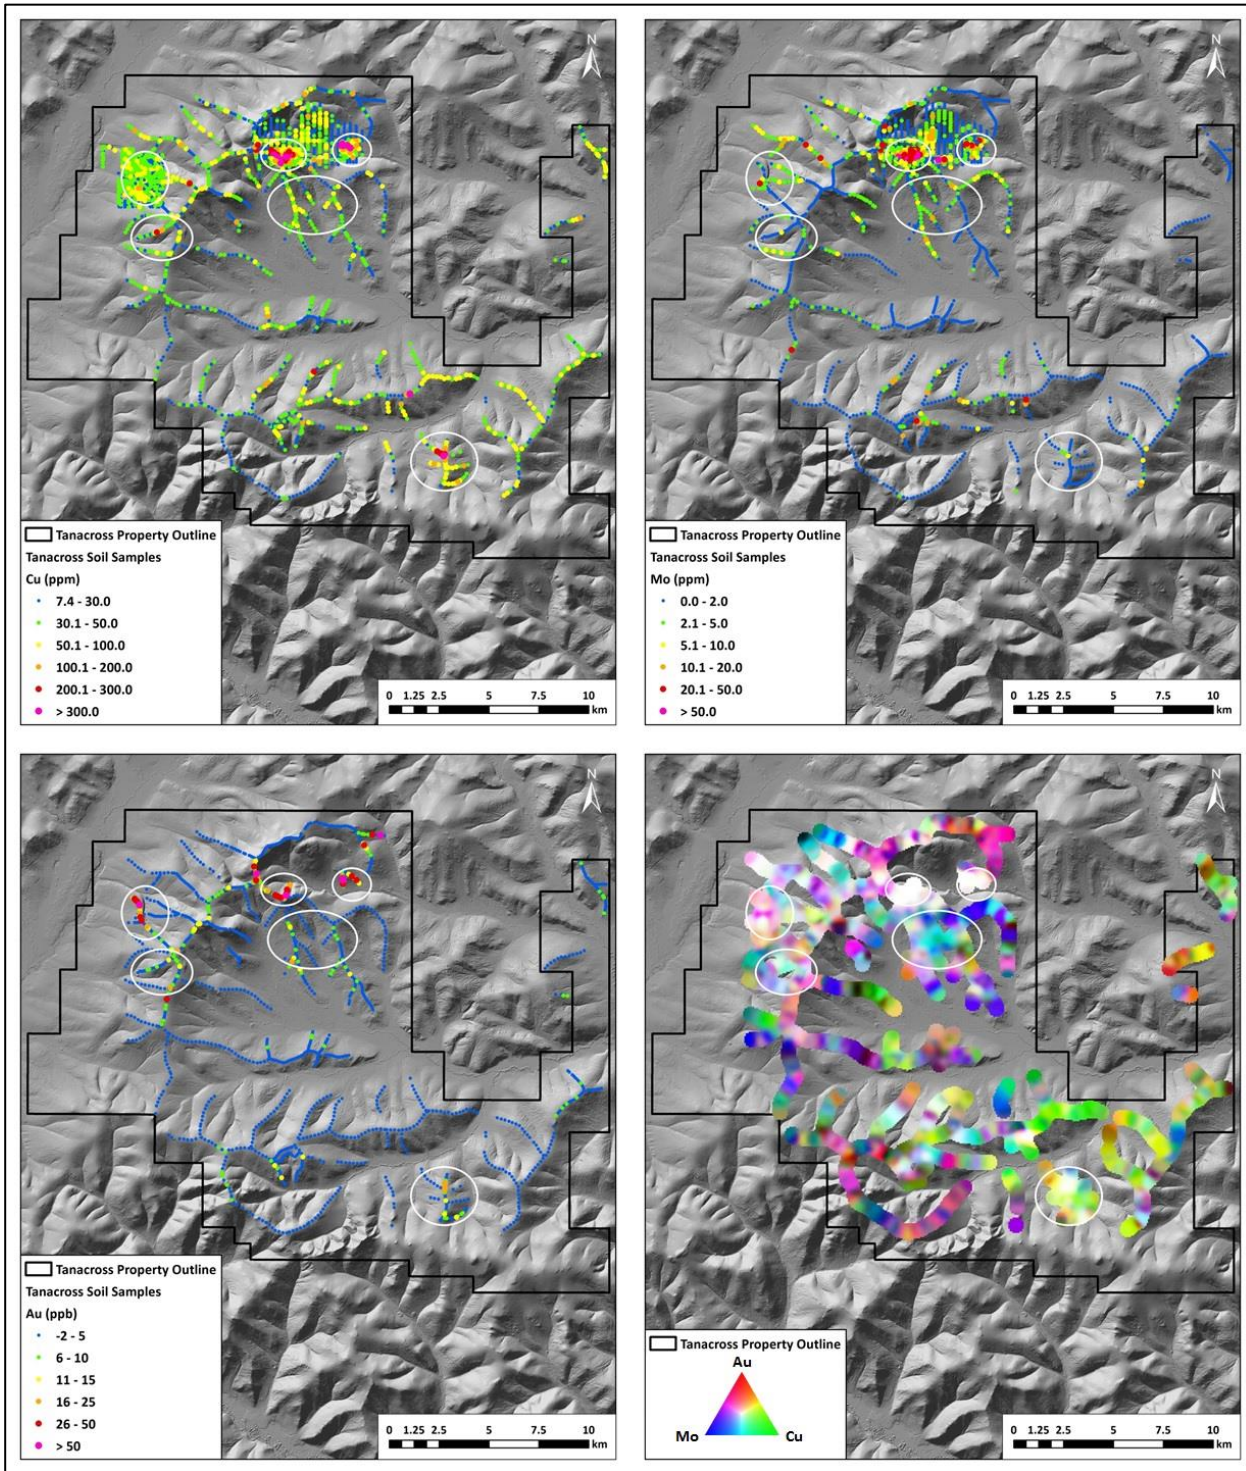 N
Tanacross Property Outline
Tanacross Soil Samples
Cu (ppm)
7.4 - 30.0
30.1 - 50.0
50.1 - 100.0
100.1 - 200.0
200.1 - 300.0
> 300.0
0 1.25 2.5 5 7.5 10
km
N
Tanacross Property Outline
Tanacross Soil Samples
Mo (ppm)
0.0 - 2.0
2.1 - 5.0
5.1 - 10.0
10.1 - 20.0
20.1 - 50.0
> 50.0
0 1.25 2.5 5 7.5 10
km
N
Tanacross Property Outline
Tanacross Soil Samples
Au (ppb)
-2 - 5
6 - 10
11 - 15
16 - 25
26 - 50
> 50
0 1.25 2.5 5 7.5 10
km
N
Tanacross Property Outline
Au
Mo Cu
0 1.25 2.5 5 7.5 10
km